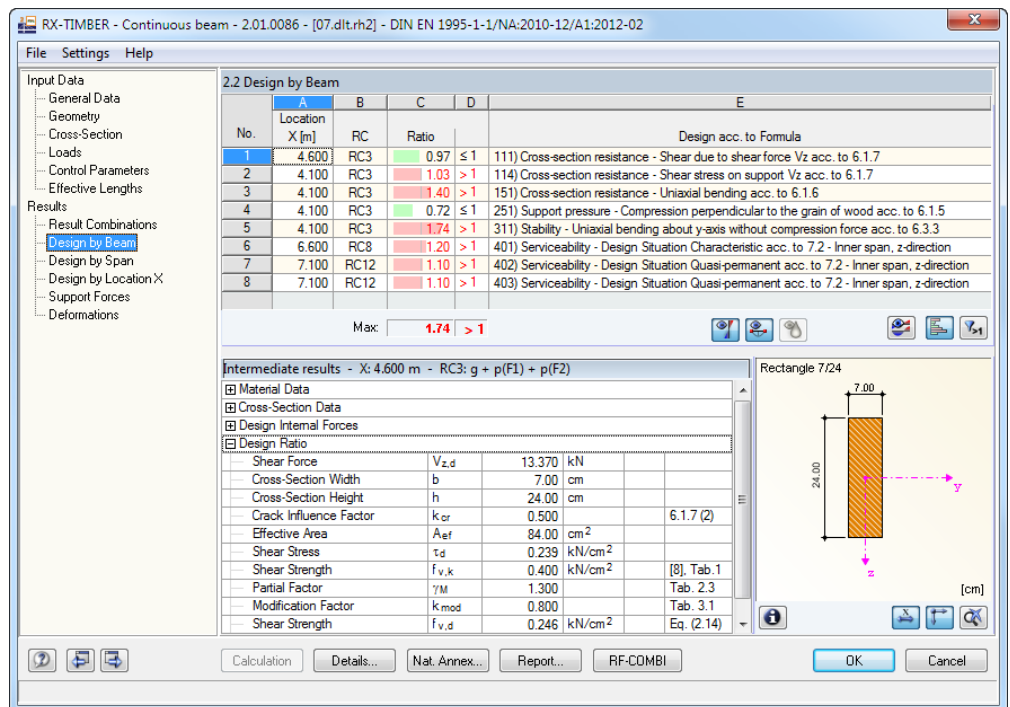 RX-TIMBER - Continuous beam - 2.01.0086 - [07.dlt.rh2] - DIN EN 1995-1-1/NA:2010-12/A1:2012-02
File Settings Help
Input Data
General Data
Geometry
Cross-Section
Loads
Control Parameters
Effective Lengths
Results
Result Combinations
Design by Beam
Design by Span
Design by Location X
Support Forces
Deformations
2.2 Design by Beam
A B C D E
Location
No. X [m] RC Ratio Design acc. to Formula
1 4.600 RC3 0.97 ≤ 1 111) Cross-section resistance - Shear due to shear force Vz acc. to 6.1.7
2 4.100 RC3 1.03 > 1 114) Cross-section resistance - Shear stress on support Vz acc. to 6.1.7
3 4.100 RC3 1.40 > 1 151) Cross-section resistance - Uniaxial bending acc. to 6.1.6
4 4.100 RC3 0.72 ≤ 1 251) Support pressure - Compression perpendicular to the grain of wood acc. to 6.1.5
5 4.100 RC3 1.74 > 1 311) Stability - Uniaxial bending about y-axis without compression force acc. to 6.3.3
6 6.600 RC8 1.20 > 1 401) Serviceability - Design Situation Characteristic acc. to 7.2 - Inner span, z-direction
7 7.100 RC12 1.10 > 1 402) Serviceability - Design Situation Quasi-permanent acc. to 7.2 - Inner span, z-direction
8 7.100 RC12 1.10 > 1 403) Serviceability - Design Situation Quasi-permanent acc. to 7.2 - Inner span, z-direction
Max: 1.74 > 1
>1
Intermediate results - X: 4.600 m - RC3: g + p(F1) + p(F2)
Material Data
Cross-Section Data
Design Internal Forces
Design Ratio
Shear Force Vz,d 13.370 kN
Cross-Section Width b 7.00 cm
Cross-Section Height h 24.00 cm
Crack Influence Factor kcr 0.500 6.1.7 (2)
Effective Area Aef 84.00 cm2
Shear Stress τd 0.239 kN/cm2
Shear Strength fv,k 0.400 kN/cm2 [8], Tab.1
Partial Factor γM 1.300 Tab. 2.3
Modification Factor kmod 0.800 Tab. 3.1
Shear Strength fv,d 0.246 kN/cm2 Eq. (2.14)
Rectangle 7/24
7.00
24.00
y
z
[cm]
Calculation Details... Nat. Annex... Report... RF-COMBI OK Cancel